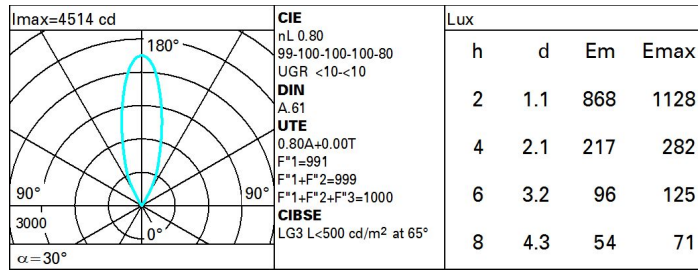 Imax=4514 cd
180°
90°
90°
3000
0°
α=30°
CIE
nL 0.80
99-100-100-100-80
UGR <10-<10
DIN
A.61
UTE
0.80A+0.00T
F"1=991
F"1+F"2=999
F"1+F"2+F"3=1000
CIBSE
LG3 L<500 cd/m² at 65°
Lux
h d Em Emax
2 1.1 868 1128
4 2.1 217 282
6 3.2 96 125
8 4.3 54 71